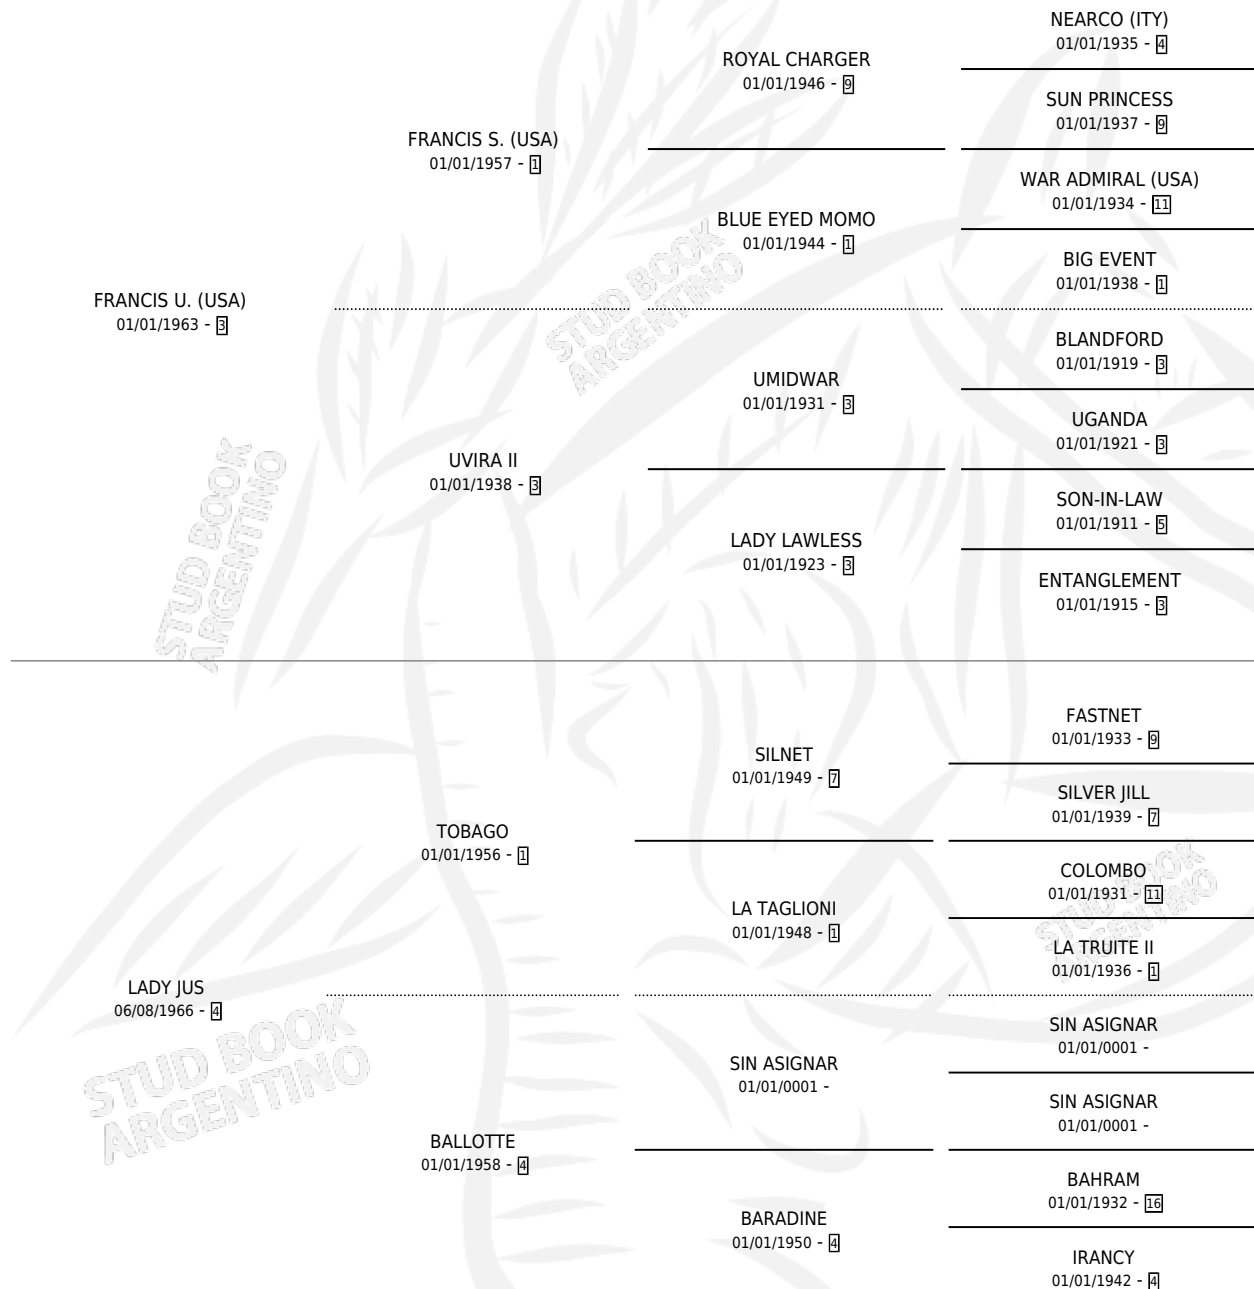 NEARCO (ITY)
01/01/1935 - 4
ROYAL CHARGER
01/01/1946 - 9
SUN PRINCESS
01/01/1937 - 9
FRANCIS S. (USA)
01/01/1957 - 1
WAR ADMIRAL (USA)
01/01/1934 - 11
BLUE EYED MOMO
01/01/1944 - 1
BIG EVENT
01/01/1938 - 1
FRANCIS U. (USA)
01/01/1963 - 3
BLANDFORD
01/01/1919 - 3
UMIDWAR
01/01/1931 - 3
UGANDA
01/01/1921 - 3
UVIRA II
01/01/1938 - 3
SON-IN-LAW
01/01/1911 - 5
LADY LAWLESS
01/01/1923 - 3
ENTANGLEMENT
01/01/1915 - 3
FASTNET
01/01/1933 - 9
SILNET
01/01/1949 - 7
SILVER JILL
01/01/1939 - 7
TOBAGO
01/01/1956 - 1
COLOMBO
01/01/1931 - 11
LA TAGLIONI
01/01/1948 - 1
LA TRUITE II
01/01/1936 - 1
LADY JUS
06/08/1966 - 4
SIN ASIGNAR
01/01/0001 -
SIN ASIGNAR
01/01/0001 -
SIN ASIGNAR
01/01/0001 -
BALLOTTE
01/01/1958 - 4
BAHRAM
01/01/1932 - 16
BARADINE
01/01/1950 - 4
IRANCY
01/01/1942 - 4
STUD BOOK
ARGENTINO
STUD BOOK
ARGENTINO
STUD BOOK
ARGENTINO
STUD BOOK
ARGENTINO